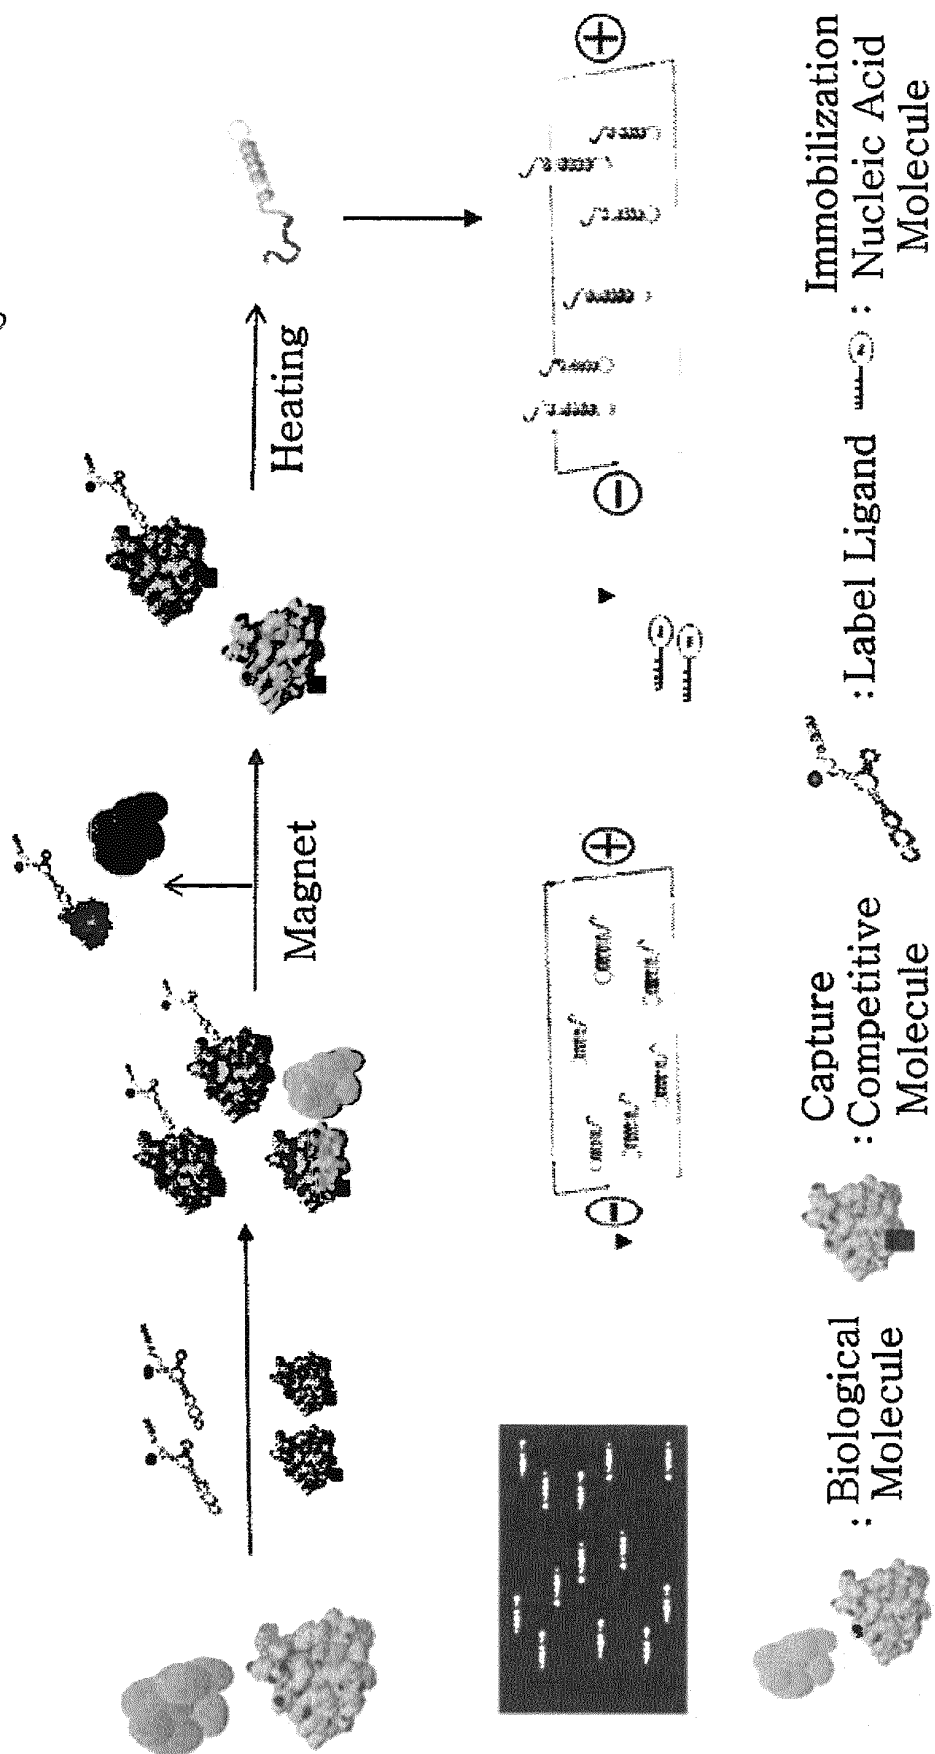 Magnet
Heating
⊖
⊕
⊖
⊕
: Biological
Molecule
Capture
: Competitive
Molecule
: Label Ligand
Immobilization
: Nucleic Acid
Molecule